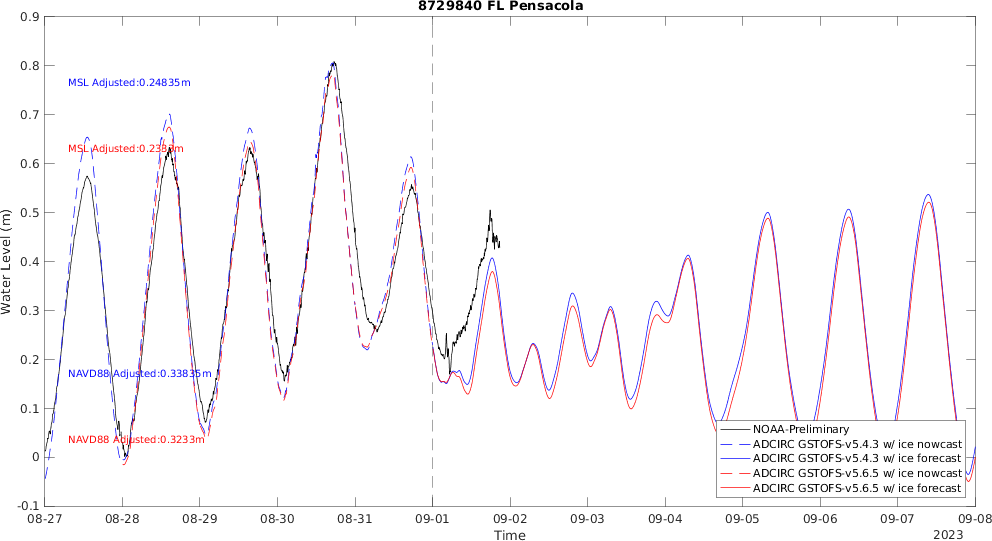 8729840 FL Pensacola
0.9
0.8
0.7
0.6
0.5
0.4
0.3
0.2
0.1
0
-0.1
Water Level (m)
MSL Adjusted:0.24835m
MSL
NAVD88 Adjusted:0.33835m
NAVD88 Adjusted:0.3233m
NOAA-Preliminary
ADCIRC GSTOFS-v5.4.3 w/ ice nowcast
ADCIRC GSTOFS-v5.4.3 w/ ice forecast
ADCIRC GSTOFS-v5.6.5 w/ ice nowcast
ADCIRC GSTOFS-v5.6.5 w/ ice forecast
08-27 08-28 08-29 08-30 08-31 09-01 09-02 09-03 09-04 09-05 09-06 09-07 09-08
Time
2023